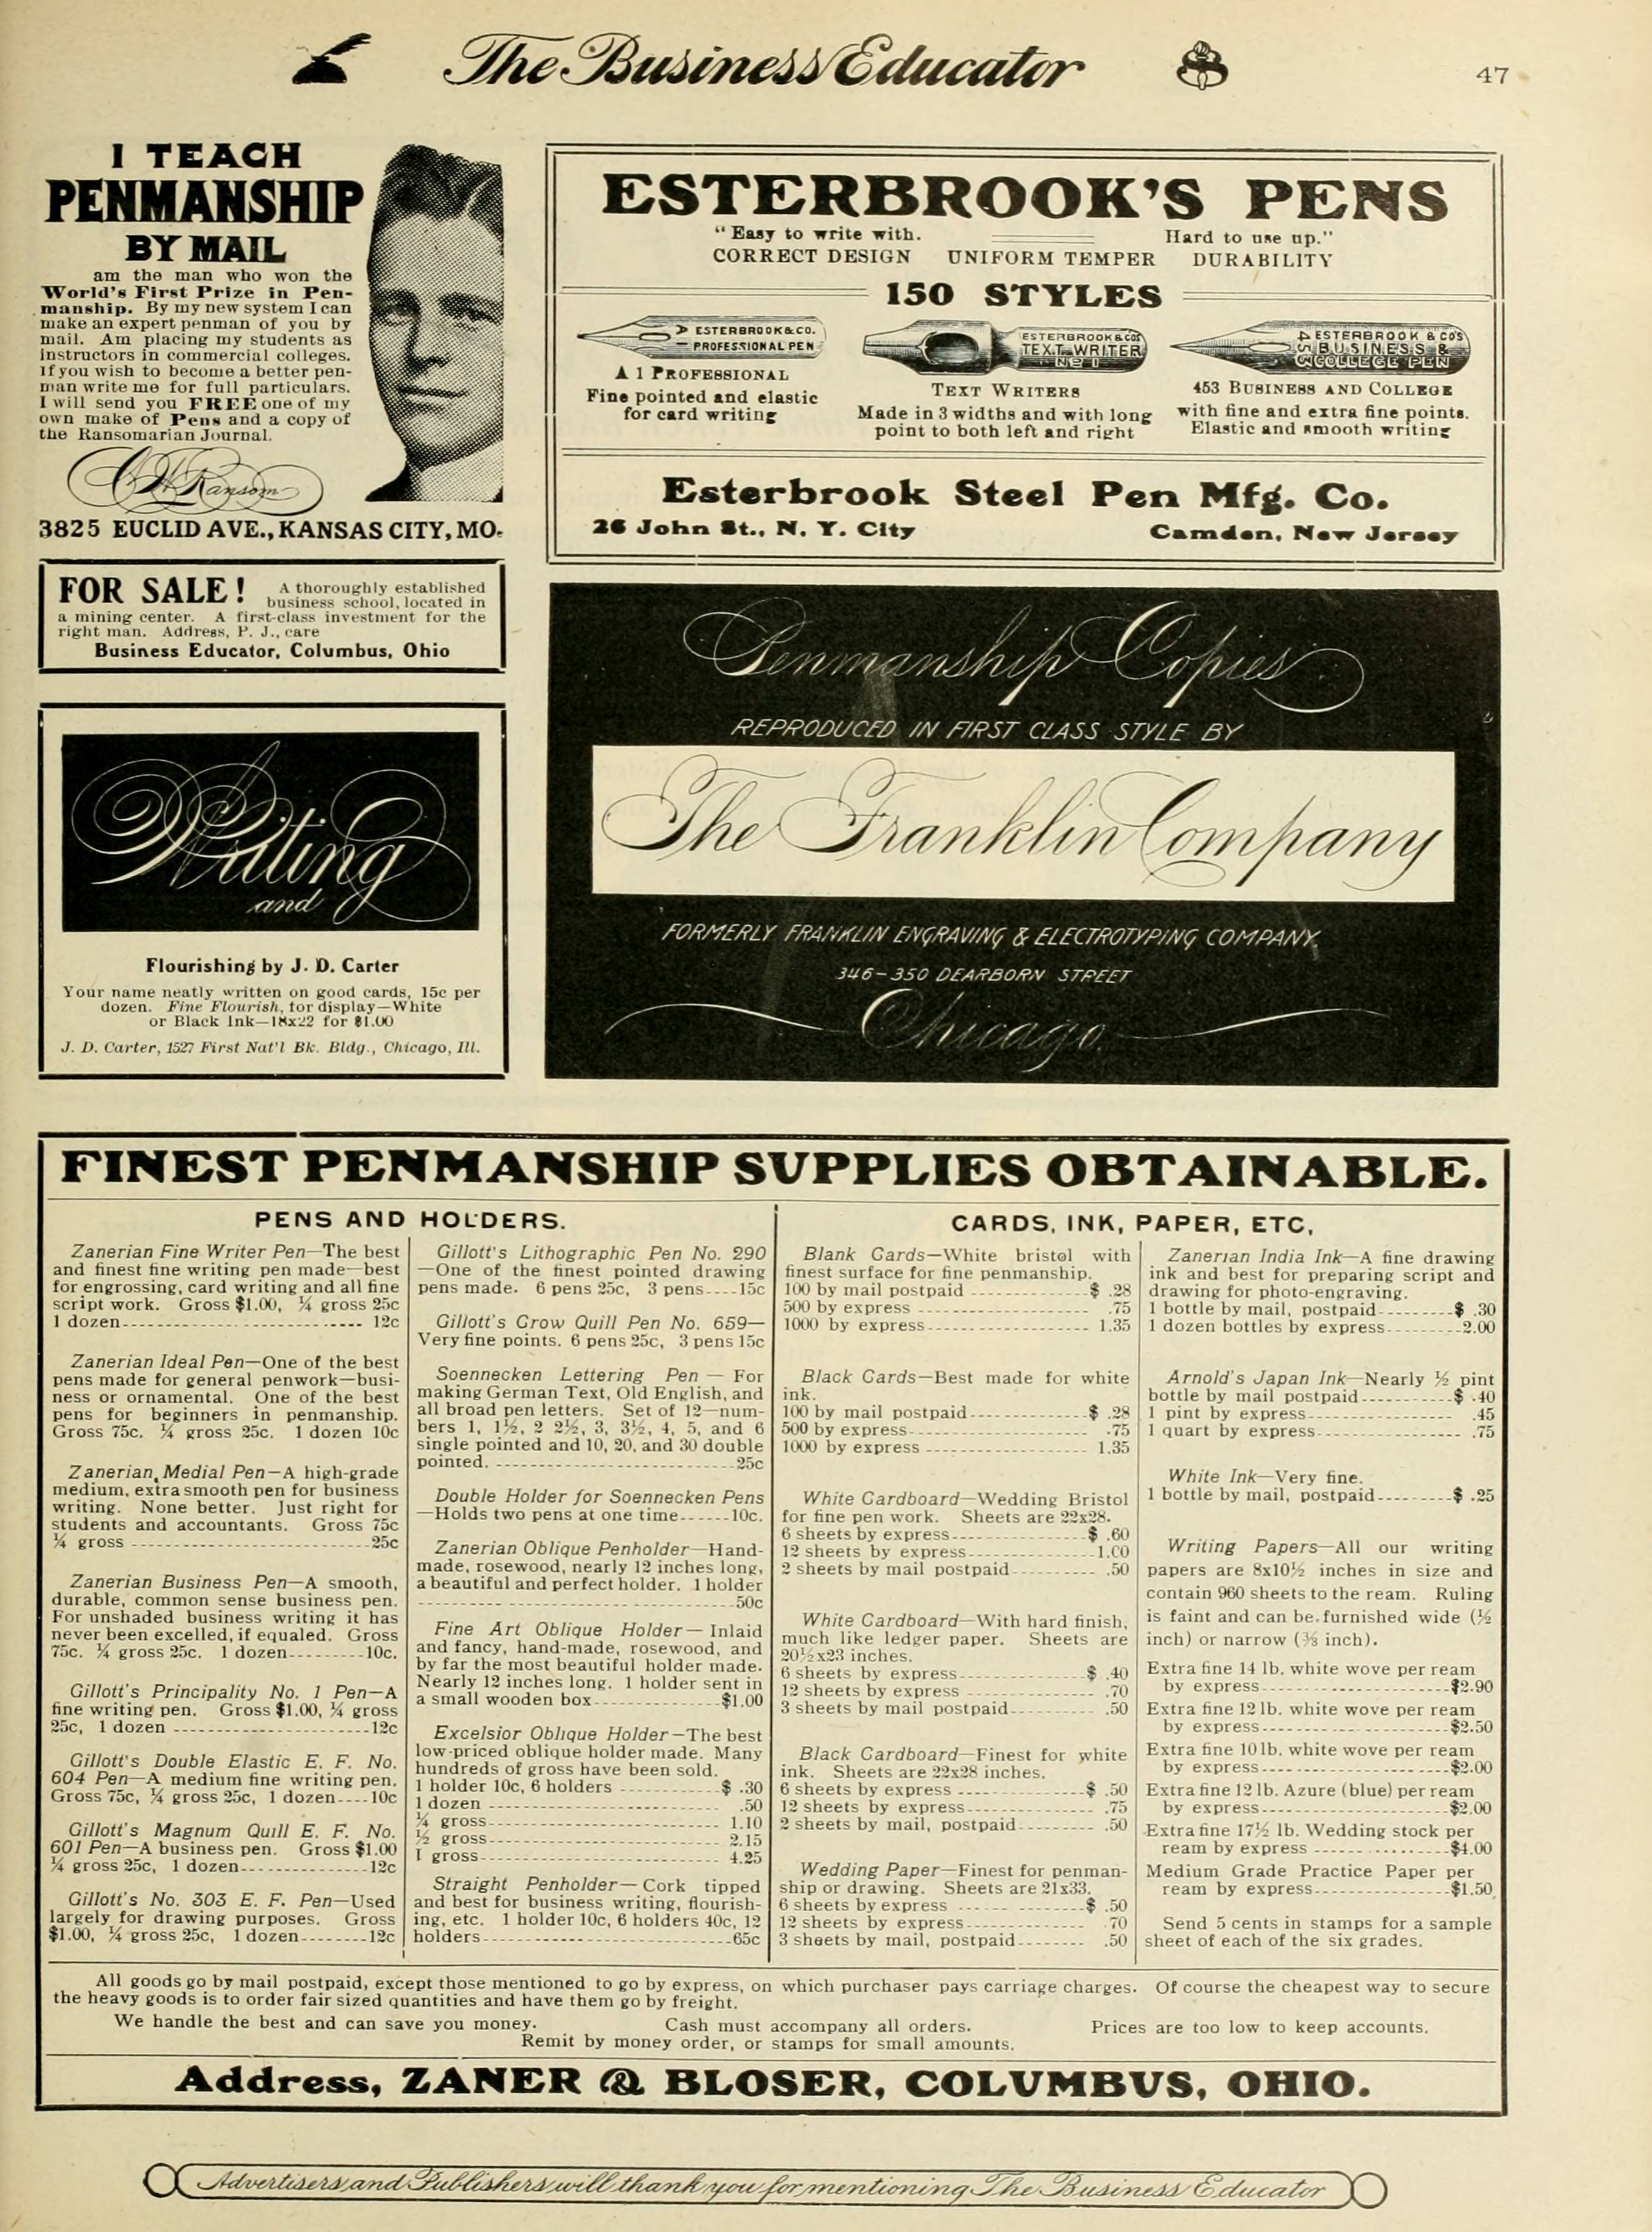 The Business Educator
47
I TEACH
PENMANSHIP
BY MAIL
am the man who won the
World's First Prize in Pen-
manship. By my new system I can
make an expert penman of you by
mail. Am placing my students as
instructors in commercial colleges.
If you wish to become a better pen-
man write me for full particulars.
I will send you FREE one of my
own make of Pens and a copy of
the Ransomarian Journal.
C. W. Ransom
3825 EUCLID AVE., KANSAS CITY, MO.
FOR SALE! A thoroughly established
business school, located in
a mining center. A first-class investment for the
right man. Address, P. J., care
Business Educator, Columbus, Ohio
Writing
and
Flourishing by J. D. Carter
Your name neatly written on good cards, 15c per
dozen. Fine Flourish, for display—White
or Black Ink—18x22 for $1.00
J. D. Carter, 1527 First Nat'l Bk. Bldg., Chicago, Ill.
ESTERBROOK'S PENS
"Easy to write with. Hard to use up."
CORRECT DESIGN UNIFORM TEMPER DURABILITY
150 STYLES
ESTERBROOK & CO.
PROFESSIONAL PEN
A 1 PROFESSIONAL
Fine pointed and elastic
for card writing
ESTERBROOK & CO'S
TEXT WRITER
No 1
TEXT WRITERS
Made in 3 widths and with long
point to both left and right
ESTERBROOK & CO'S
BUSINESS &
COLLEGE PEN
453
453 BUSINESS AND COLLEGE
with fine and extra fine points.
Elastic and smooth writing
Esterbrook Steel Pen Mfg. Co.
26 John St., N. Y. City Camden, New Jersey
Penmanship Copies
REPRODUCED IN FIRST CLASS STYLE BY
The Franklin Company
FORMERLY FRANKLIN ENGRAVING & ELECTROTYPING COMPANY.
346-350 DEARBORN STREET
Chicago.
FINEST PENMANSHIP SUPPLIES OBTAINABLE.
PENS AND HOLDERS.
Zanerian Fine Writer Pen—The best
and finest fine writing pen made—best
for engrossing, card writing and all fine
script work. Gross $1.00, ¼ gross 25c
1 dozen 12c
Zanerian Ideal Pen—One of the best
pens made for general penwork—busi-
ness or ornamental. One of the best
pens for beginners in penmanship.
Gross 75c. ¼ gross 25c. 1 dozen 10c
Zanerian Medial Pen—A high-grade
medium, extra smooth pen for business
writing. None better. Just right for
students and accountants. Gross 75c
¼ gross 25c
Zanerian Business Pen—A smooth,
durable, common sense business pen.
For unshaded business writing it has
never been excelled, if equaled. Gross
75c. ¼ gross 25c. 1 dozen 10c.
Gillott's Principality No. 1 Pen—A
fine writing pen. Gross $1.00, ¼ gross
25c, 1 dozen 12c
Gillott's Double Elastic E. F. No.
604 Pen—A medium fine writing pen.
Gross 75c, ¼ gross 25c, 1 dozen 10c
Gillott's Magnum Quill E. F. No.
601 Pen—A business pen. Gross $1.00
¼ gross 25c, 1 dozen 12c
Gillott's No. 303 E. F. Pen—Used
largely for drawing purposes. Gross
$1.00, ¼ gross 25c, 1 dozen 12c
Gillott's Lithographic Pen No. 290
—One of the finest pointed drawing
pens made. 6 pens 25c, 3 pens 15c
Gillott's Crow Quill Pen No. 659—
Very fine points. 6 pens 25c, 3 pens 15c
Soennecken Lettering Pen — For
making German Text, Old English, and
all broad pen letters. Set of 12—num-
bers 1, 1½, 2 2½, 3, 3½, 4, 5, and 6
single pointed and 10, 20, and 30 double
pointed. 25c
Double Holder for Soennecken Pens
—Holds two pens at one time 10c.
Zanerian Oblique Penholder—Hand-
made, rosewood, nearly 12 inches long,
a beautiful and perfect holder. 1 holder
50c
Fine Art Oblique Holder—Inlaid
and fancy, hand-made, rosewood, and
by far the most beautiful holder made.
Nearly 12 inches long. 1 holder sent in
a small wooden box $1.00
Excelsior Oblique Holder—The best
low-priced oblique holder made. Many
hundreds of gross have been sold.
1 holder 10c, 6 holders $ .30
1 dozen .50
¼ gross 1.10
½ gross 2.15
1 gross 4.25
Straight Penholder—Cork tipped
and best for business writing, flourish-
ing, etc. 1 holder 10c, 6 holders 40c, 12
holders 65c
CARDS, INK, PAPER, ETC,
Blank Cards—White bristol with
finest surface for fine penmanship.
100 by mail postpaid $ .28
500 by express .75
1000 by express 1.35
Black Cards—Best made for white
ink.
100 by mail postpaid $ .28
500 by express .75
1000 by express 1.35
White Cardboard—Wedding Bristol
for fine pen work. Sheets are 22x28.
6 sheets by express $ .60
12 sheets by express 1.00
2 sheets by mail postpaid .50
White Cardboard—With hard finish,
much like ledger paper. Sheets are
20½x23 inches.
6 sheets by express $ .40
12 sheets by express .70
3 sheets by mail postpaid .50
Black Cardboard—Finest for white
ink. Sheets are 22x28 inches.
6 sheets by express $ .50
12 sheets by express .75
2 sheets by mail, postpaid .50
Wedding Paper—Finest for penman-
ship or drawing. Sheets are 21x33.
6 sheets by express $ .50
12 sheets by express .70
3 sheets by mail, postpaid .50
Zanerian India Ink—A fine drawing
ink and best for preparing script and
drawing for photo-engraving.
1 bottle by mail, postpaid $ .30
1 dozen bottles by express 2.00
Arnold's Japan Ink—Nearly ½ pint
bottle by mail postpaid $ .40
1 pint by express .45
1 quart by express .75
White Ink—Very fine.
1 bottle by mail, postpaid $ .25
Writing Papers—All our writing
papers are 8x10½ inches in size and
contain 960 sheets to the ream. Ruling
is faint and can be furnished wide (½
inch) or narrow (⅜ inch).
Extra fine 14 lb. white wove per ream
by express $2.90
Extra fine 12 lb. white wove per ream
by express $2.50
Extra fine 10 lb. white wove per ream
by express $2.00
Extra fine 12 lb. Azure (blue) per ream
by express $2.00
Extra fine 17½ lb. Wedding stock per
ream by express $4.00
Medium Grade Practice Paper per
ream by express $1.50
Send 5 cents in stamps for a sample
sheet of each of the six grades.
All goods go by mail postpaid, except those mentioned to go by express, on which purchaser pays carriage charges. Of course the cheapest way to secure
the heavy goods is to order fair sized quantities and have them go by freight.
We handle the best and can save you money. Cash must accompany all orders. Prices are too low to keep accounts.
Remit by money order, or stamps for small amounts.
Address, ZANER & BLOSER, COLUMBUS, OHIO.
Advertisers and Publishers will thank you for mentioning The Business Educator